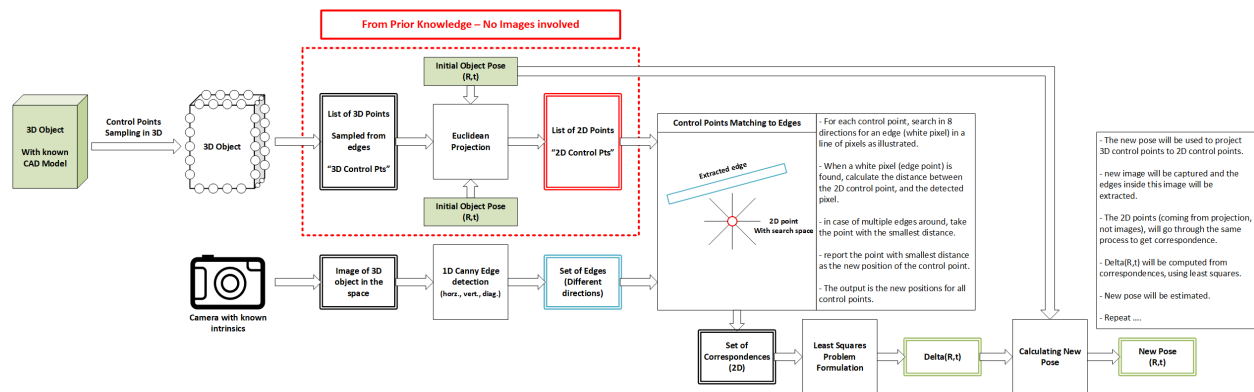 From Prior Knowledge – No Images involved
3D Object
With known
CAD Model
Control Points
Sampling in 3D
3D Object
List of 3D Points
Sampled from
edges
“3D Control Pts”
Initial Object Pose
(R,t)
Euclidean
Projection
Initial Object Pose
(R,t)
List of 2D Points
“2D Control Pts”
Control Points Matching to Edges
Extracted edge
2D point
With search space
- For each control point, search in 8
directions for an edge (white pixel) in a
line of pixels as illustrated.
- When a white pixel (edge point) is
found, calculate the distance between
the 2D control point, and the detected
pixel.
- in case of multiple edges around, take
the point with the smallest distance.
- report the point with smallest distance
as the new position of the control point.
- The output is the new positions for all
control points.
- The new pose will be used to project
3D control points to 2D control points.
- new image will be captured and the
edges inside this image will be
extracted.
- The 2D points (coming from projection,
not images), will go through the same
process to get correspondence.
- Delta(R,t) will be computed from
correspondences, using least squares.
- New pose will be estimated.
- Repeat ....
Camera with known
intrinsics
Image of 3D
object in the
space
1D Canny Edge
detection
(horz., vert., diag.)
Set of Edges
(Different
directions)
Set of
Correspondences
(2D)
Least Squares
Problem
Formulation
Delta(R,t)
Calculating New
Pose
New Pose
(R,t)